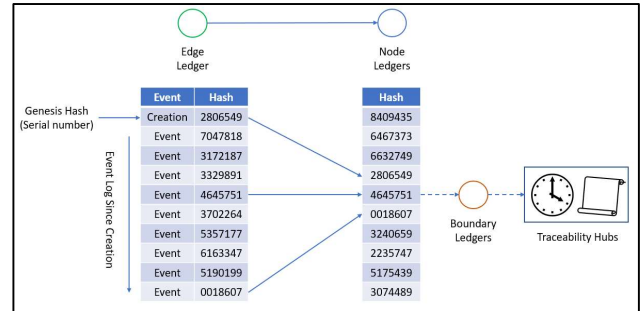 Edge
Ledger
Node
Ledgers
Genesis Hash
(Serial number)
Event Log Since Creation
Event Hash
Creation 2806549
Event 7047818
Event 3172187
Event 3329891
Event 4645751
Event 3702264
Event 5357177
Event 6163347
Event 5190199
Event 0018607
Hash
8409435
6467373
6632749
2806549
4645751
0018607
3240659
2235747
5175439
3074489
Boundary
Ledgers
Traceability Hubs